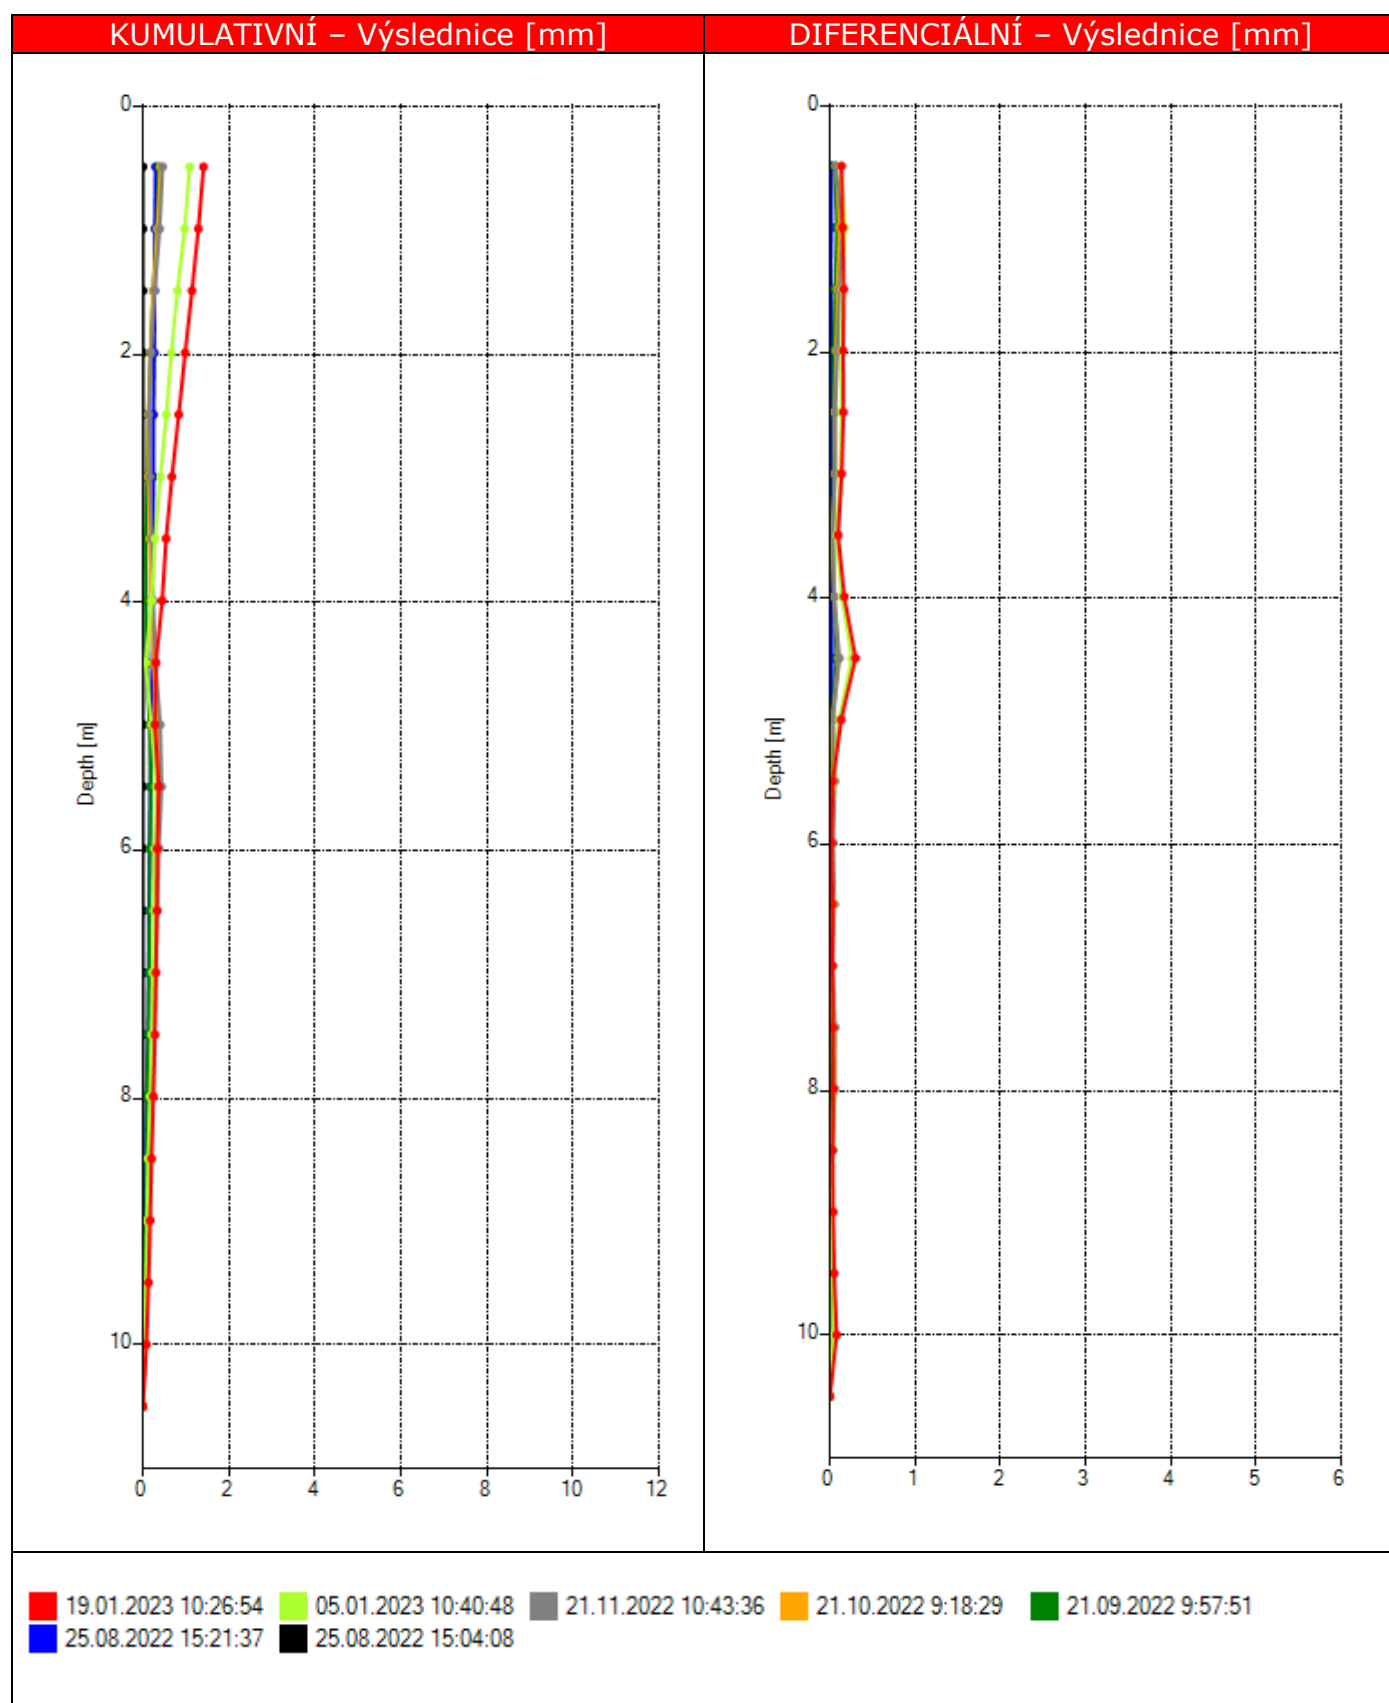 KUMULATIVNÍ – Výslednice [mm]
DIFERENCIÁLNÍ – Výslednice [mm]
0
2
4
6
8
10
Depth [m]
0 2 4 6 8 10 12
0
2
4
6
8
10
Depth [m]
0 1 2 3 4 5 6
19.01.2023 10:26:54 05.01.2023 10:40:48 21.11.2022 10:43:36 21.10.2022 9:18:29 21.09.2022 9:57:51
25.08.2022 15:21:37 25.08.2022 15:04:08